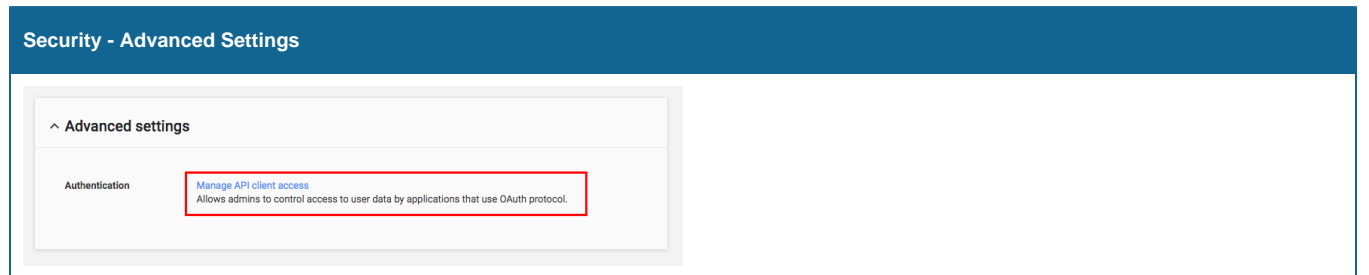 Security - Advanced Settings
Advanced settings
Authentication
Manage API client access
Allows admins to control access to user data by applications that use OAuth protocol.